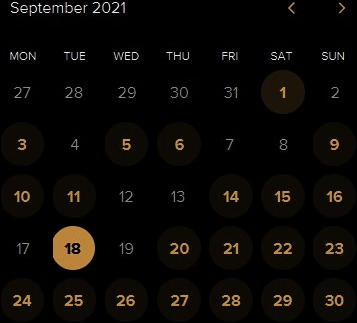 September 2021 < >
MON TUE WED THU FRI SAT SUN
27 28 29 30 31 1 2
3 4 5 6 7 8 9
10 11 12 13 14 15 16
17 18 19 20 21 22 23
24 25 26 27 28 29 30